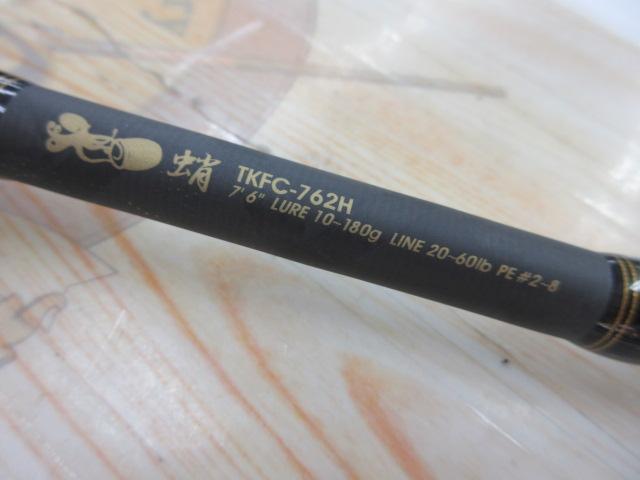 蛸 TKFC-762H
7'6" LURE 10~180g LINE 20~60lb PE#2~8